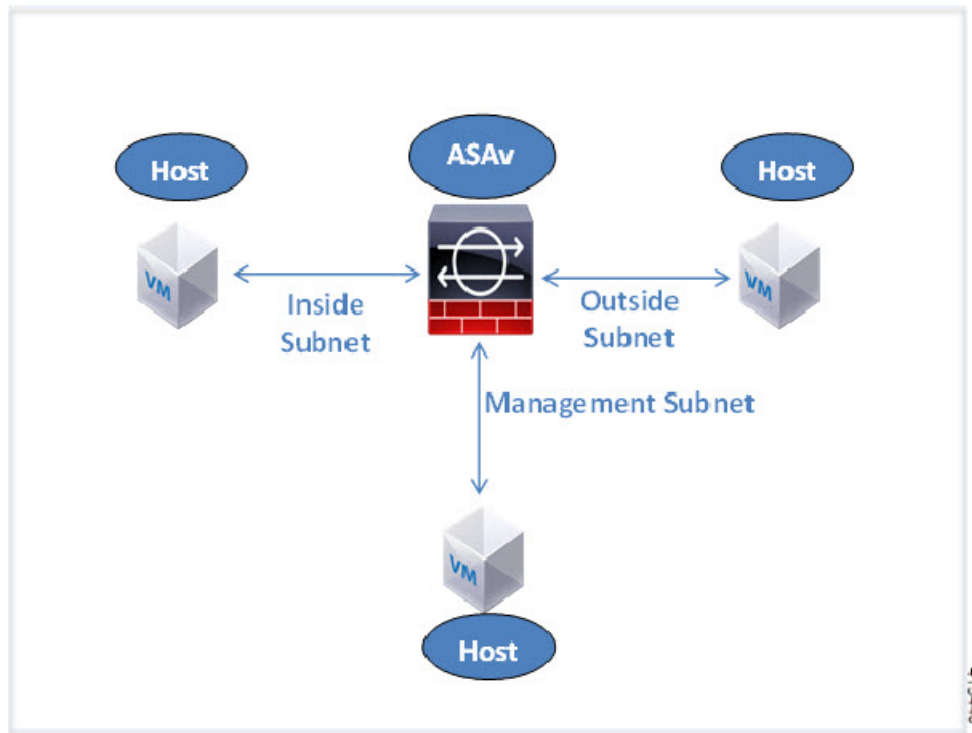 Host
ASAv
Host
VM
VM
Inside
Subnet
Outside
Subnet
Management Subnet
VM
Host